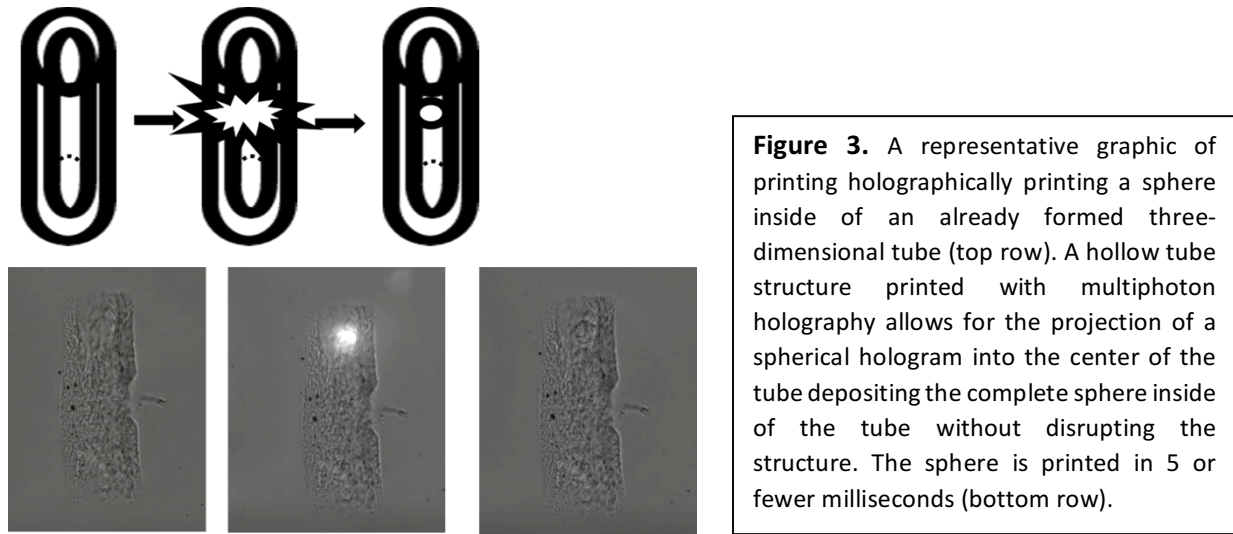 Figure 3. A representative graphic of
printing holographically printing a sphere
inside of an already formed three-
dimensional tube (top row). A hollow tube
structure printed with multiphoton
holography allows for the projection of a
spherical hologram into the center of the
tube depositing the complete sphere inside
of the tube without disrupting the
structure. The sphere is printed in 5 or
fewer milliseconds (bottom row).